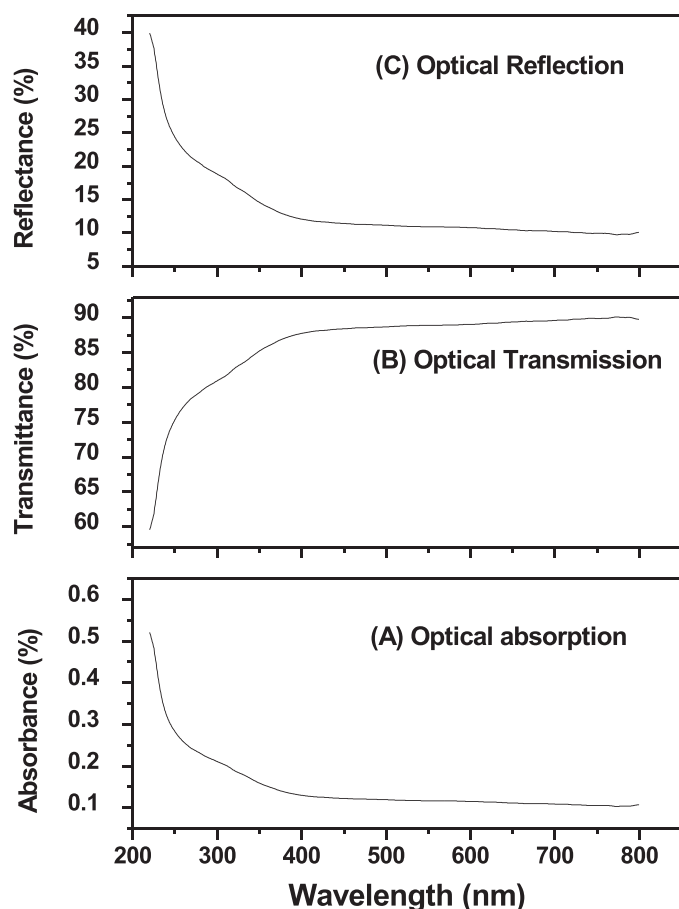 40
35
30
25
20
15
10
5
Reflectance (%)
(C) Optical Reflection
90
85
80
75
70
65
60
Transmittance (%)
(B) Optical Transmission
0.6
0.5
0.4
0.3
0.2
0.1
Absorbance (%)
(A) Optical absorption
200 300 400 500 600 700 800
Wavelength (nm)